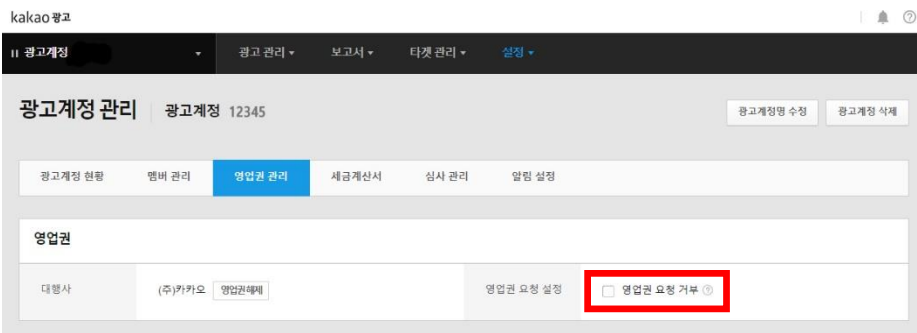 kakao 광고
광고계정 광고 관리 보고서 타겟 관리 설정
광고계정 관리 광고계정 12345 광고계정명 수정 광고계정 삭제
광고계정 현황 멤버 관리 영업권 관리 세금계산서 심사 관리 알림 설정
영업권
대행사 (주)카카오 영업권해제 영업권 요청 설정 영업권 요청 거부